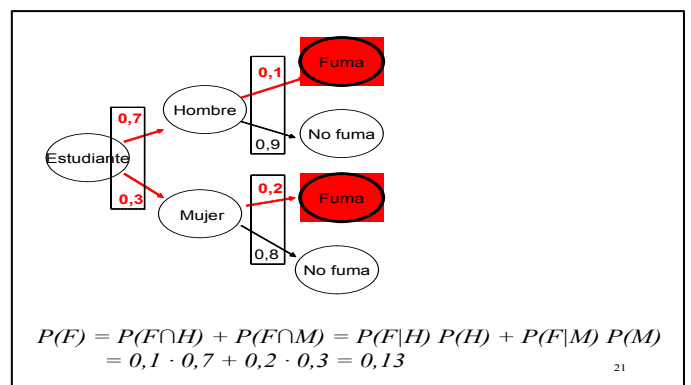 Fuma
0,1
Hombre
0,7
No fuma
0,9
Estudiante
0,2
Fuma
0,3
Mujer
0,8
No fuma
P(F) = P(F∩H) + P(F∩M) = P(F|H) P(H) + P(F|M) P(M)
= 0,1 · 0,7 + 0,2 · 0,3 = 0,13
21